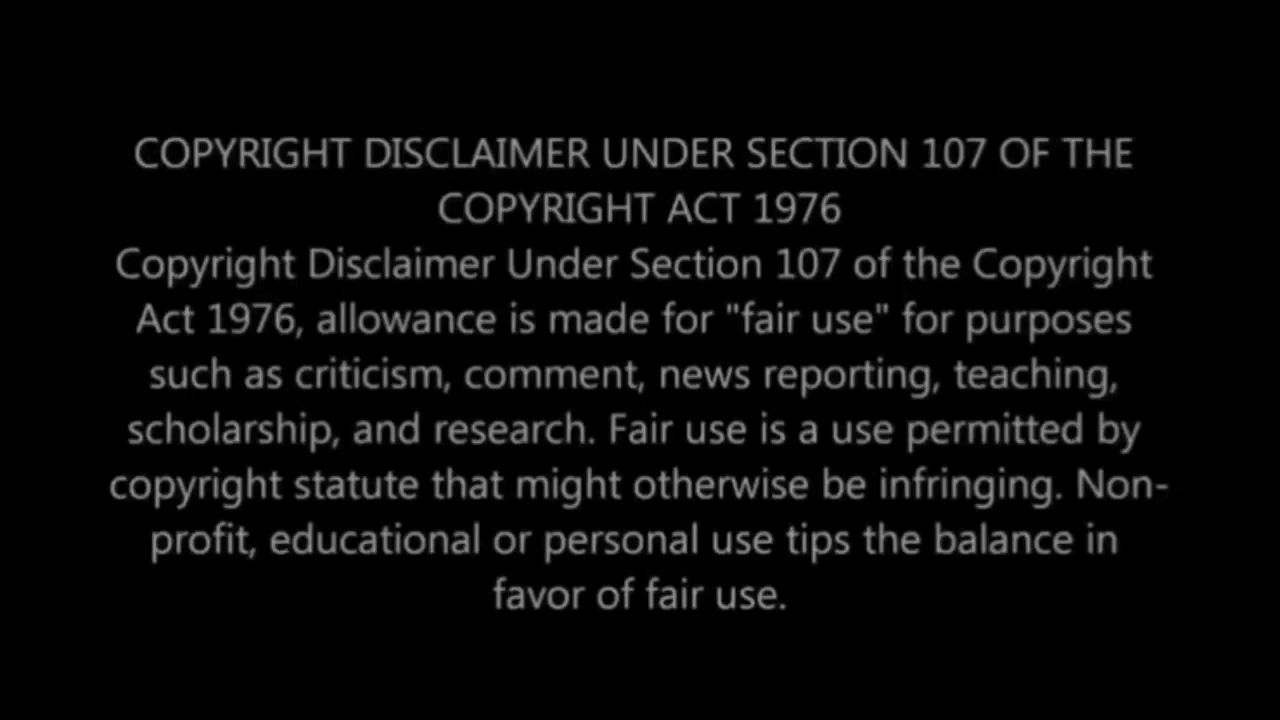 COPYRIGHT DISCLAIMER UNDER SECTION 107 OF THE
COPYRIGHT ACT 1976
Copyright Disclaimer Under Section 107 of the Copyright
Act 1976, allowance is made for "fair use" for purposes
such as criticism, comment, news reporting, teaching,
scholarship, and research. Fair use is a use permitted by
copyright statute that might otherwise be infringing. Non-
profit, educational or personal use tips the balance in
favor of fair use.